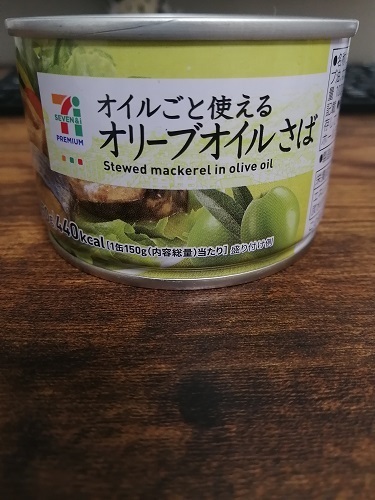 オイルごと使える
オリーブオイルさば
Stewed mackerel in olive oil
7
SEVEN&i
PREMIUM
440kcal [1缶150g(内容総量)当たり] 盛り付け例